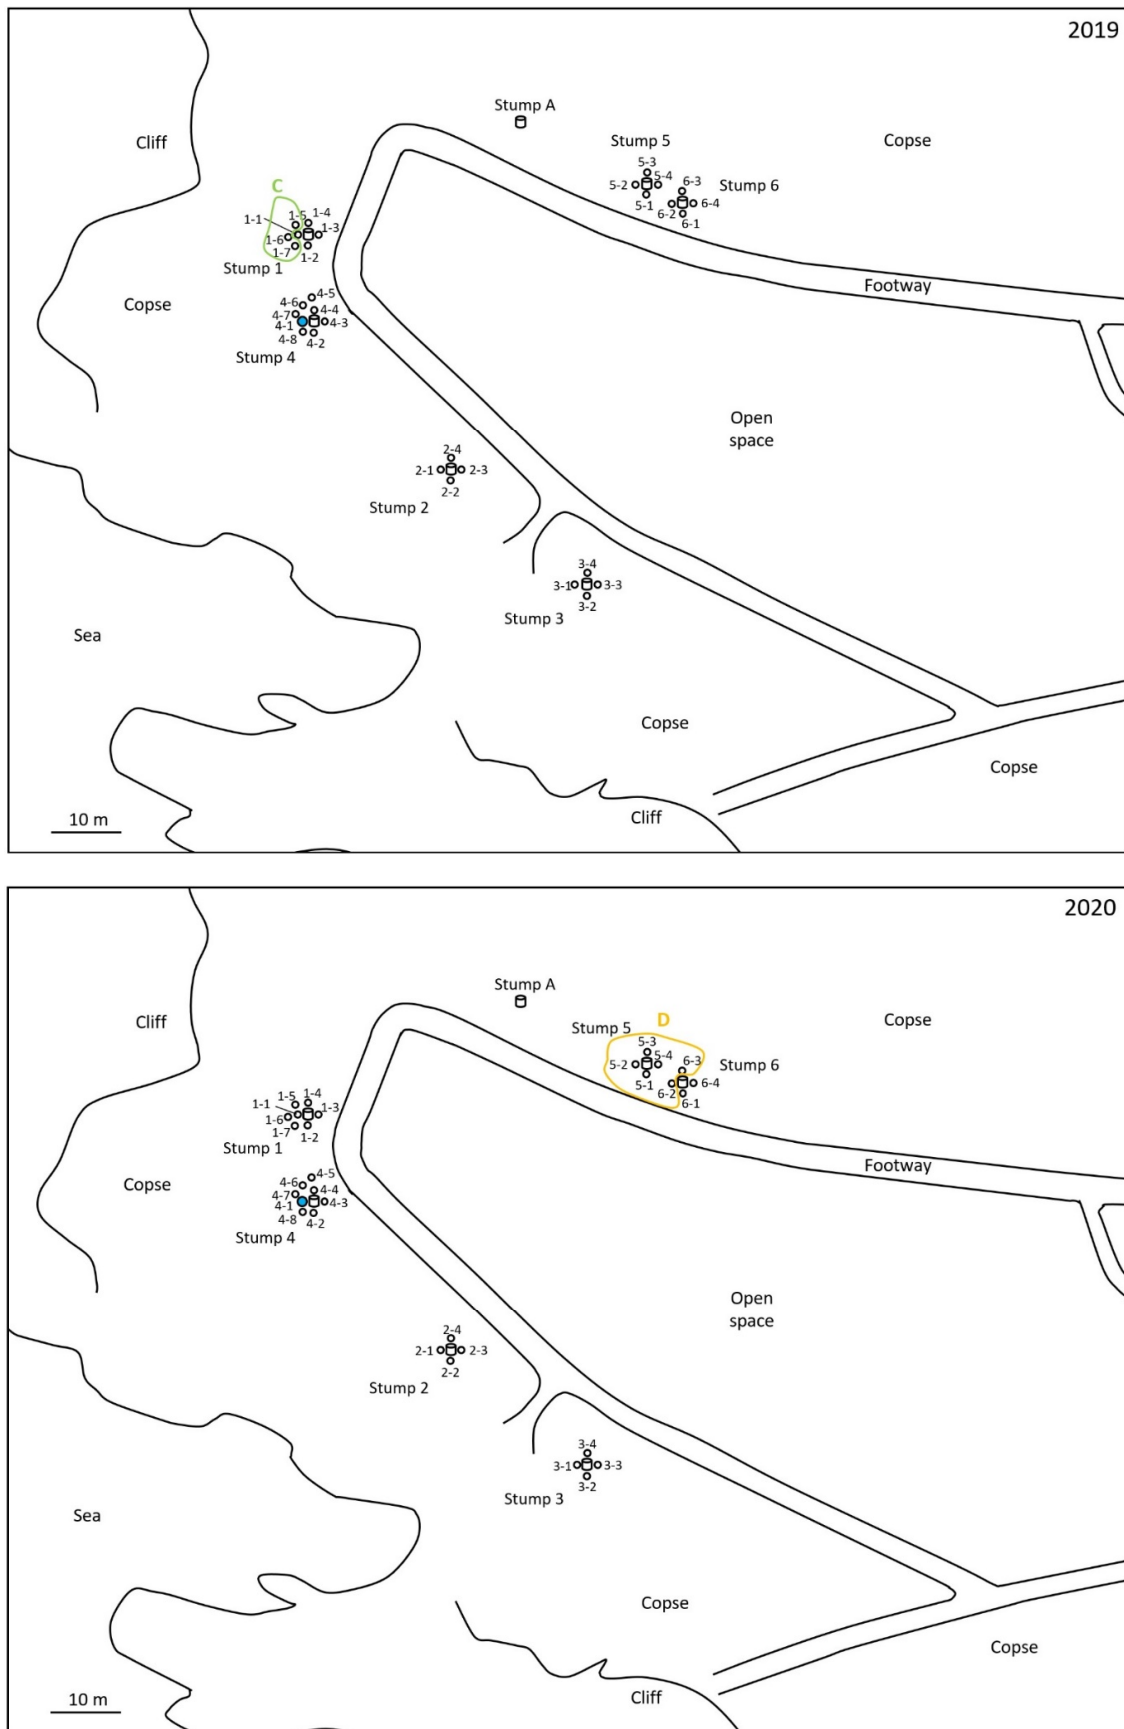 2019
Stump A
Cliff
Stump 5
Copse
5-3
5-4
6-3
Stump 6
C
5-2
5-1
6-2
6-4
6-1
1-5
1-4
1-1
1-3
1-6
1-7
1-2
Stump 1
Footway
Copse
4-6
4-5
4-7
4-4
4-1
4-3
4-8
4-2
Stump 4
Open
space
2-4
2-1
2-3
2-2
Stump 2
3-4
3-1
3-3
3-2
Stump 3
Sea
Copse
Copse
10 m
Cliff
2020
Stump A
Cliff
Stump 5
D
Copse
5-3
5-4
6-3
Stump 6
5-2
5-1
6-2
6-4
6-1
1-5
1-4
1-1
1-3
1-6
1-7
1-2
Stump 1
Footway
Copse
4-6
4-5
4-7
4-4
4-1
4-3
4-8
4-2
Stump 4
Open
space
2-4
2-1
2-3
2-2
Stump 2
3-4
3-1
3-3
3-2
Stump 3
Sea
Copse
Copse
10 m
Cliff